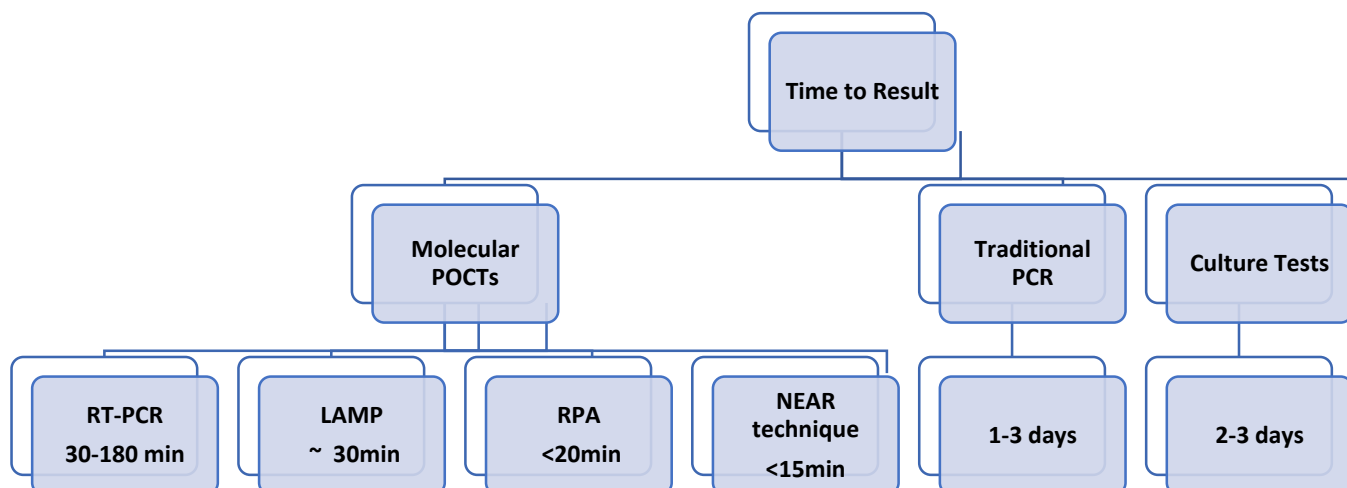 Time to Result
Molecular
POCTs
Traditional
PCR
Culture Tests
RT-PCR
30-180 min
LAMP
~ 30min
RPA
<20min
NEAR
technique
<15min
1-3 days
2-3 days